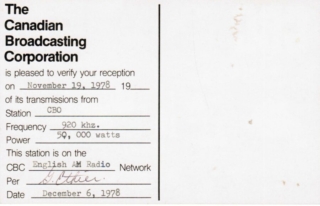 The
Canadian
Broadcasting
Corporation
is pleased to verify your reception
on November 19, 1978 19
of its transmissions from
Station CBO
Frequency 920 khz.
Power 50,000 watts
This station is on the
CBC English AM Radio Network
Per G. Ethier
Date December 6, 1978